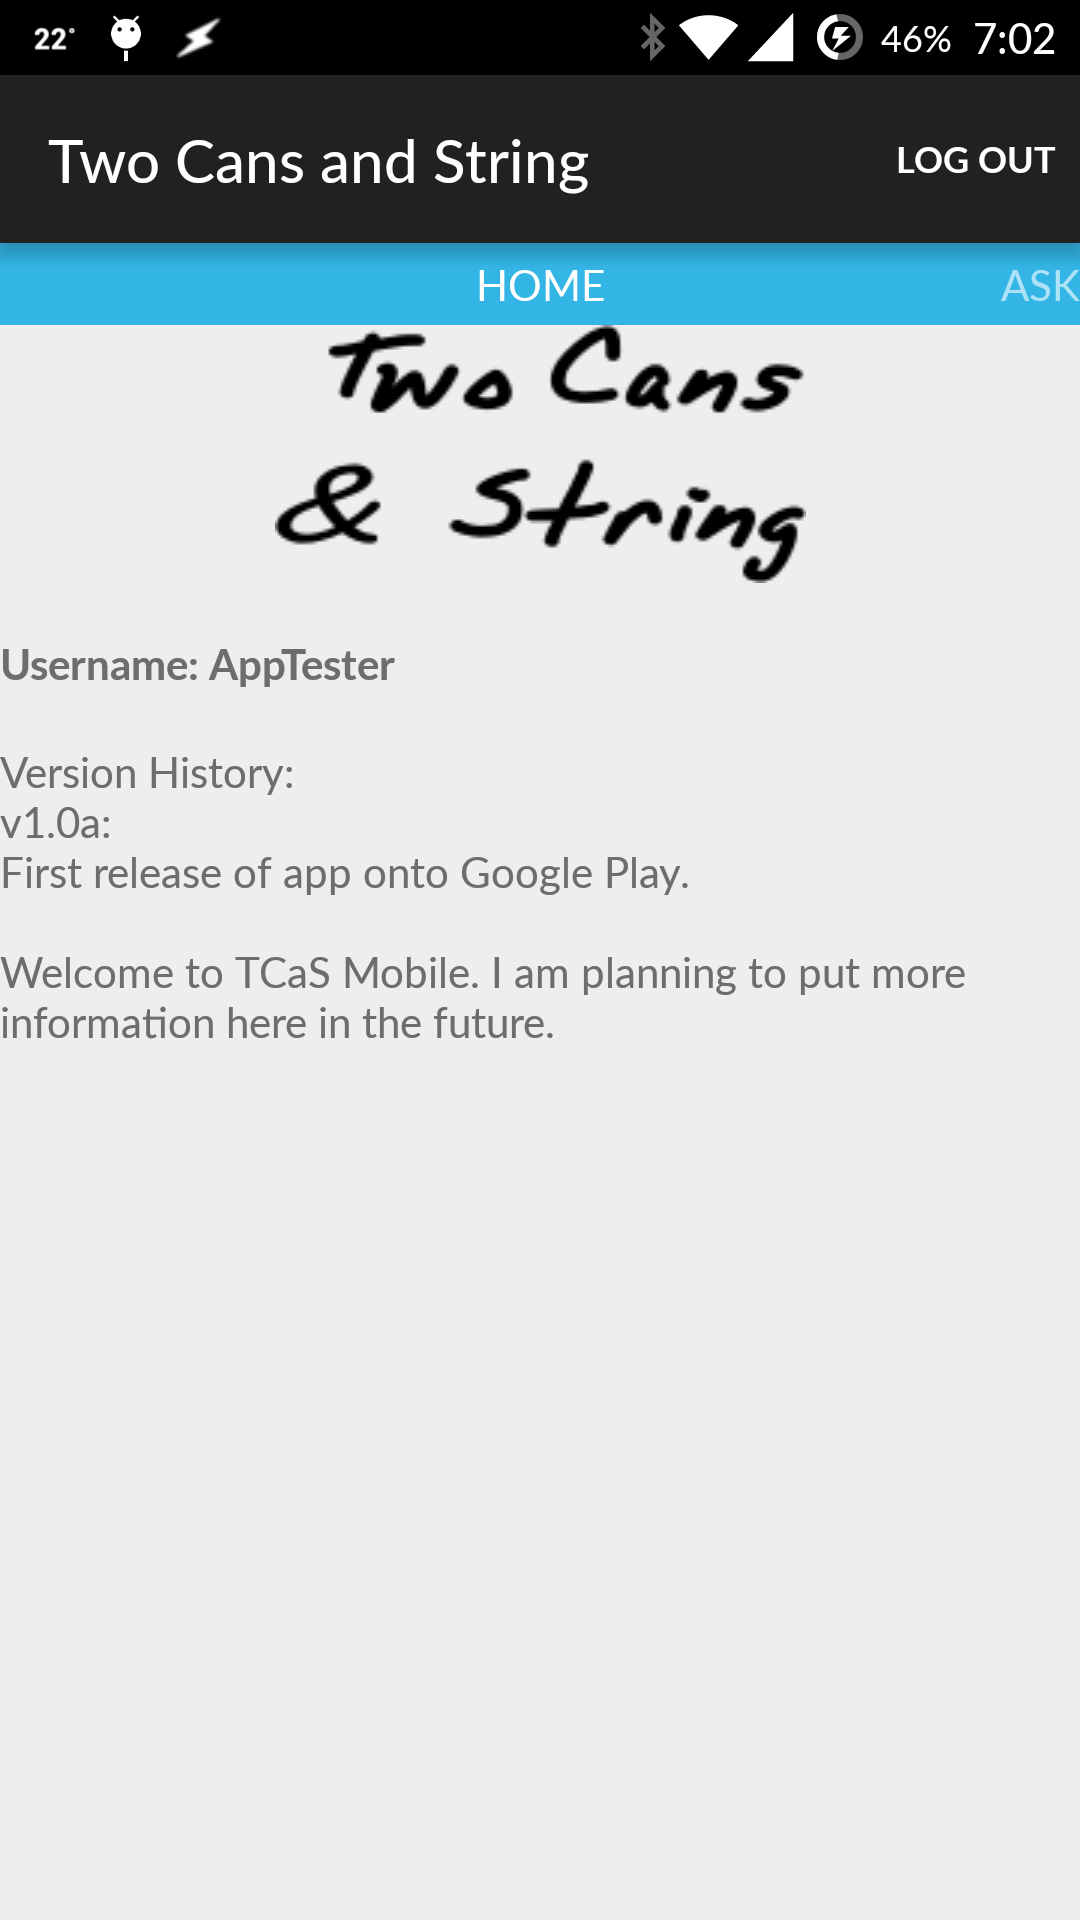 22° 46% 7:02
Two Cans and String LOG OUT
HOME ASK
Two Cans
& String
Username: AppTester
Version History:
v1.0a:
First release of app onto Google Play.
Welcome to TCaS Mobile. I am planning to put more
information here in the future.